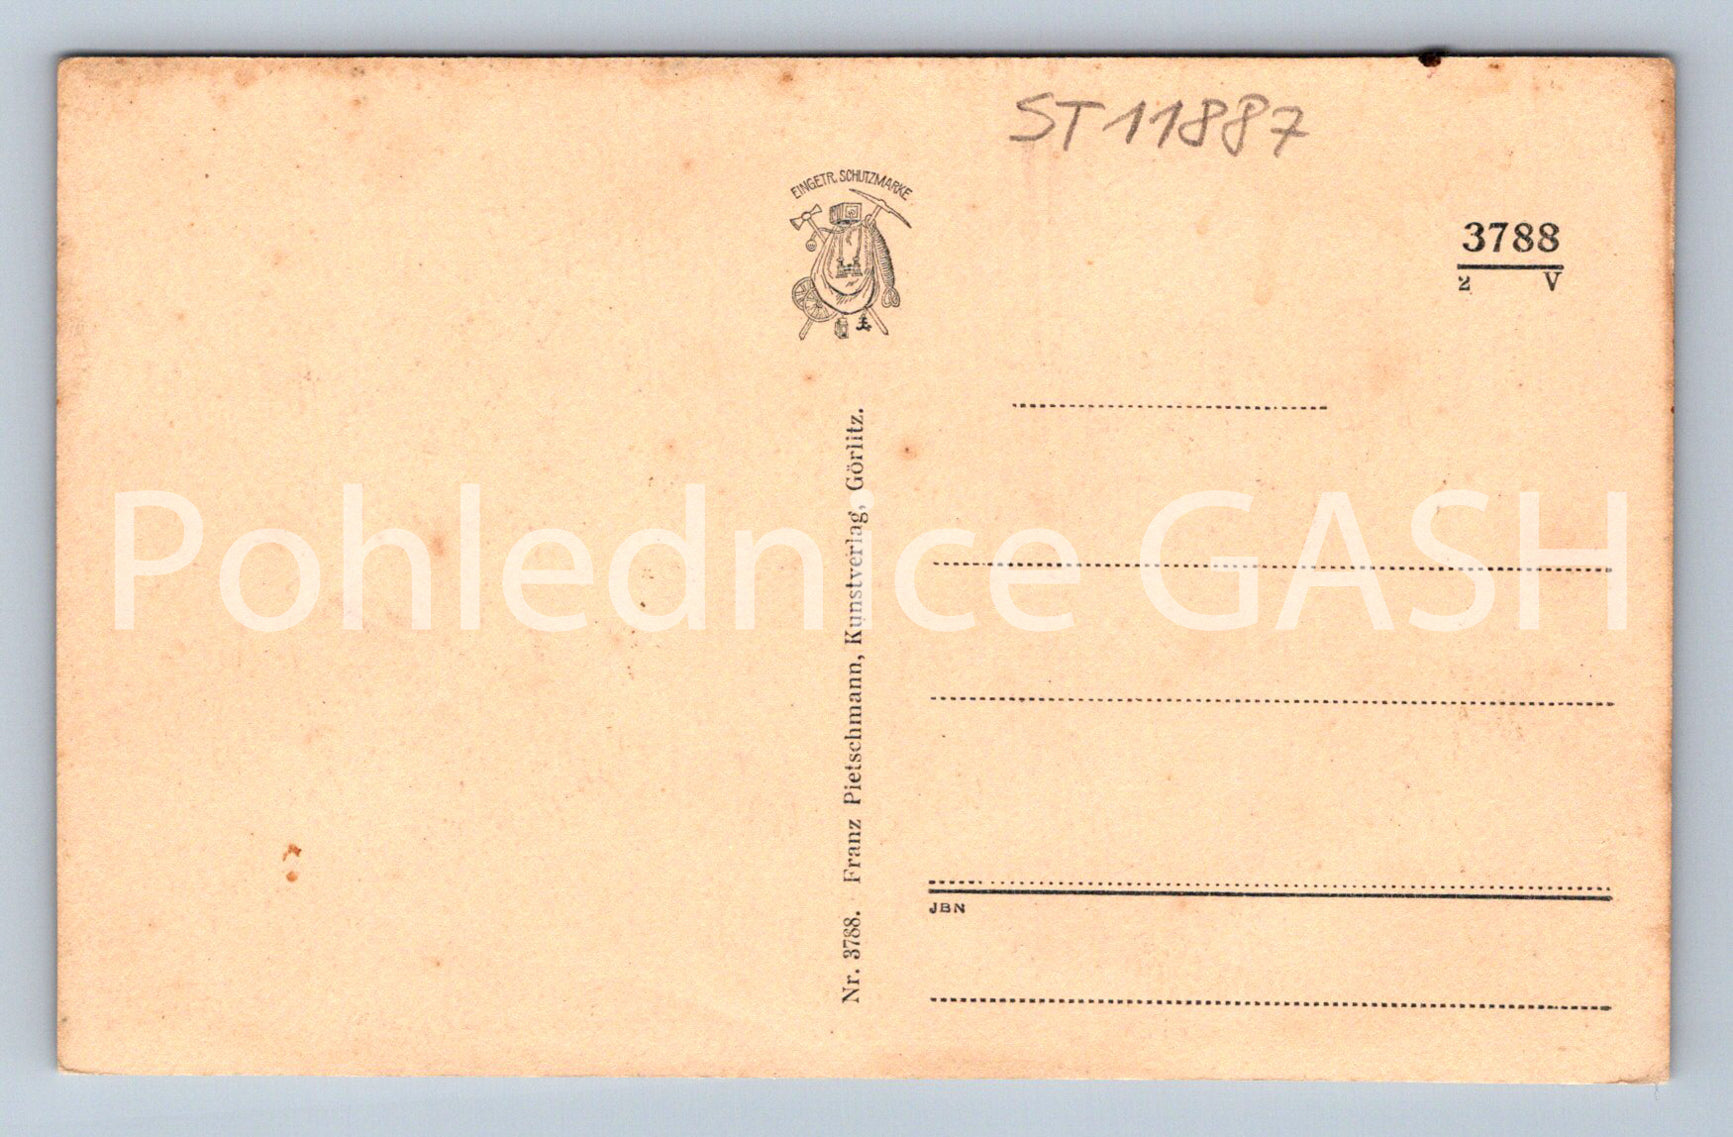 ST11887
EINGETR. SCHUTZMARKE
3788
2 V
Nr. 3788. Franz Pietschmann, Kunstverlag, Görlitz.
Pohlednice GASH
JBN